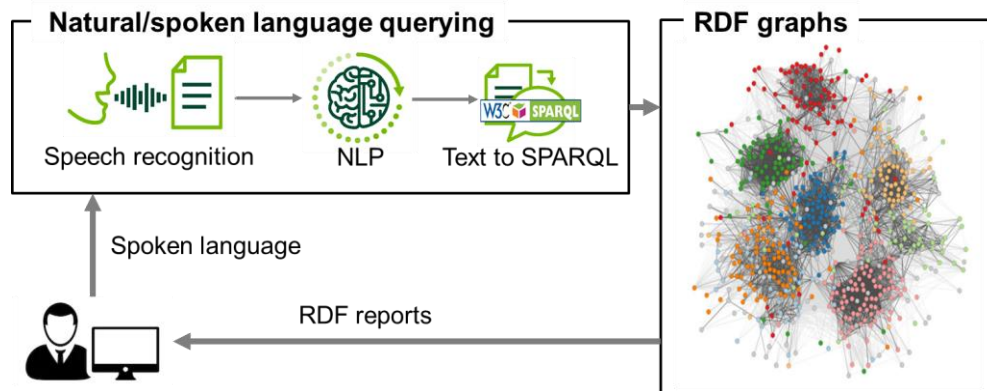 Natural/spoken language querying
RDF graphs
W3C SPARQL
Speech recognition
NLP
Text to SPARQL
Spoken language
RDF reports